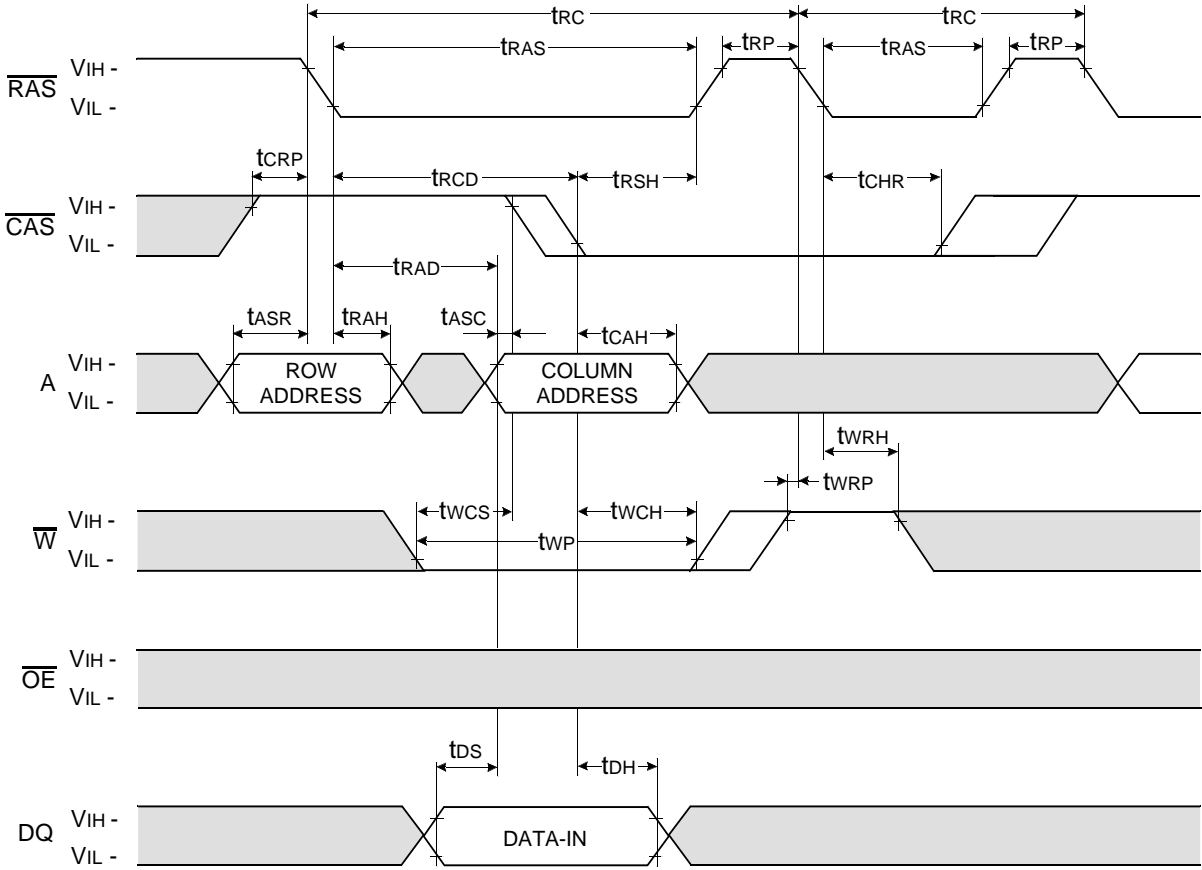 tRC tRC
tRAS tRP tRAS tRP
RAS VIH -
VIL -
tCRP tRCD tRSH tCHR
CAS VIH -
VIL -
tRAD
tASR tRAH tASC tCAH
A VIH -
VIL -
ROW
ADDRESS
COLUMN
ADDRESS
tWRH
tWRP
tWCS tWCH
W VIH -
VIL -
tWP
OE VIH -
VIL -
tDS tDH
DQ VIH -
VIL -
DATA-IN